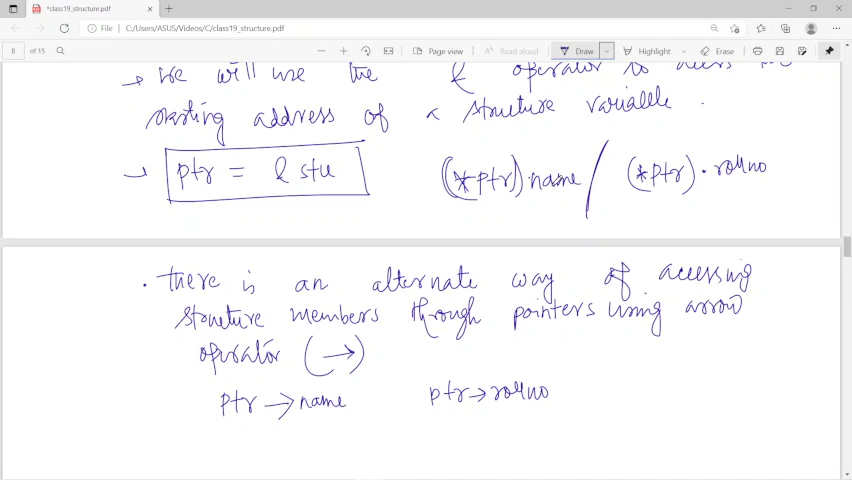 *class19_structure.pdf
File | C:/Users/ASUS/Videos/C/class19_structure.pdf
8 of 15 Page view Read aloud Draw Highlight Erase
→ We will use the & operator to access the
starting address of a structure variable.
→ ptr = & stu (*ptr).name / (*ptr).rollno
• there is an alternate way of accessing
structure members through pointers using arrow
operator (→)
ptr → name ptr → rollno